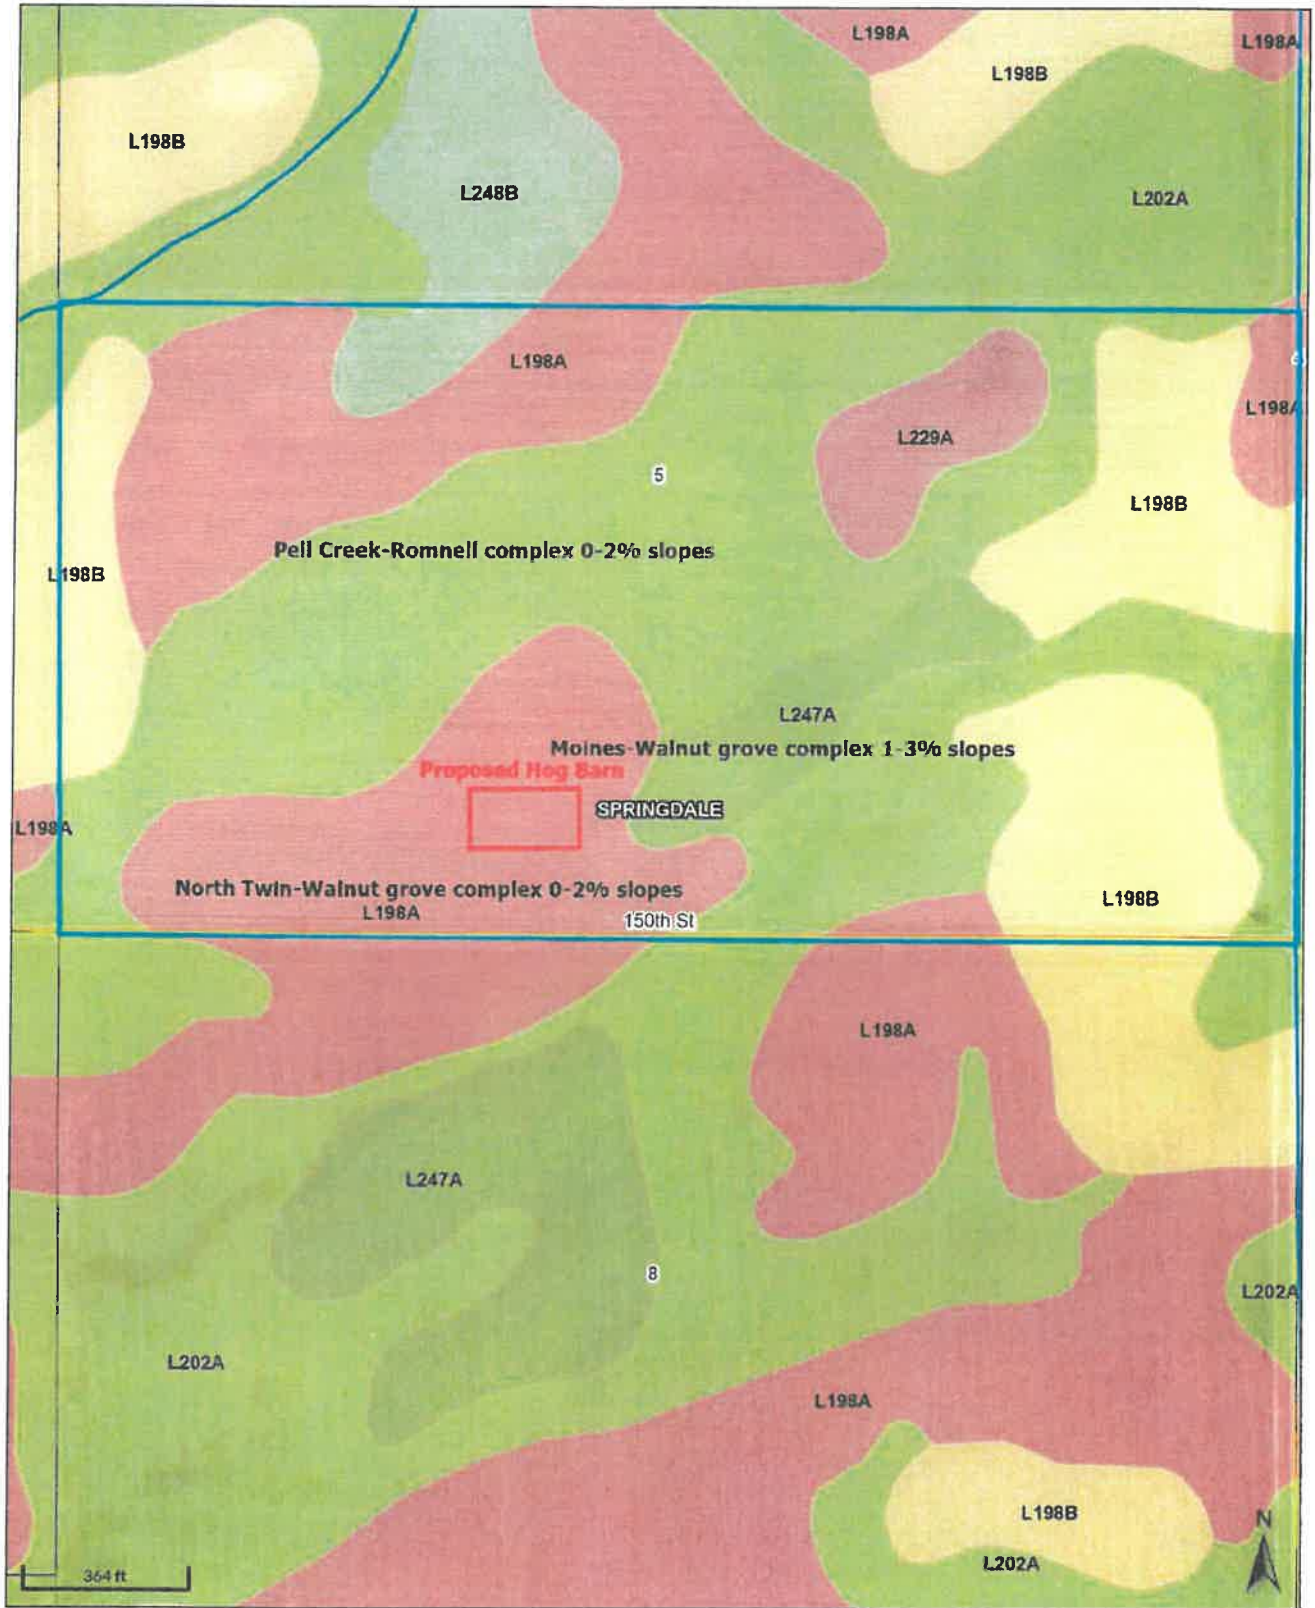 L198A
L198A
L198B
L198B
L248B
L202A
L198A
L198A
L229A
L198B
5
Pell Creek-Romnell complex 0-2% slopes
L198B
L247A
Moines-Walnut grove complex 1-3% slopes
Proposed Hog Barn
SPRINGDALE
L198A
North Twin-Walnut grove complex 0-2% slopes
L198A
L198B
150th St
L198A
L247A
8
L202A
L202A
L198A
L198B
N
L202A
364 ft